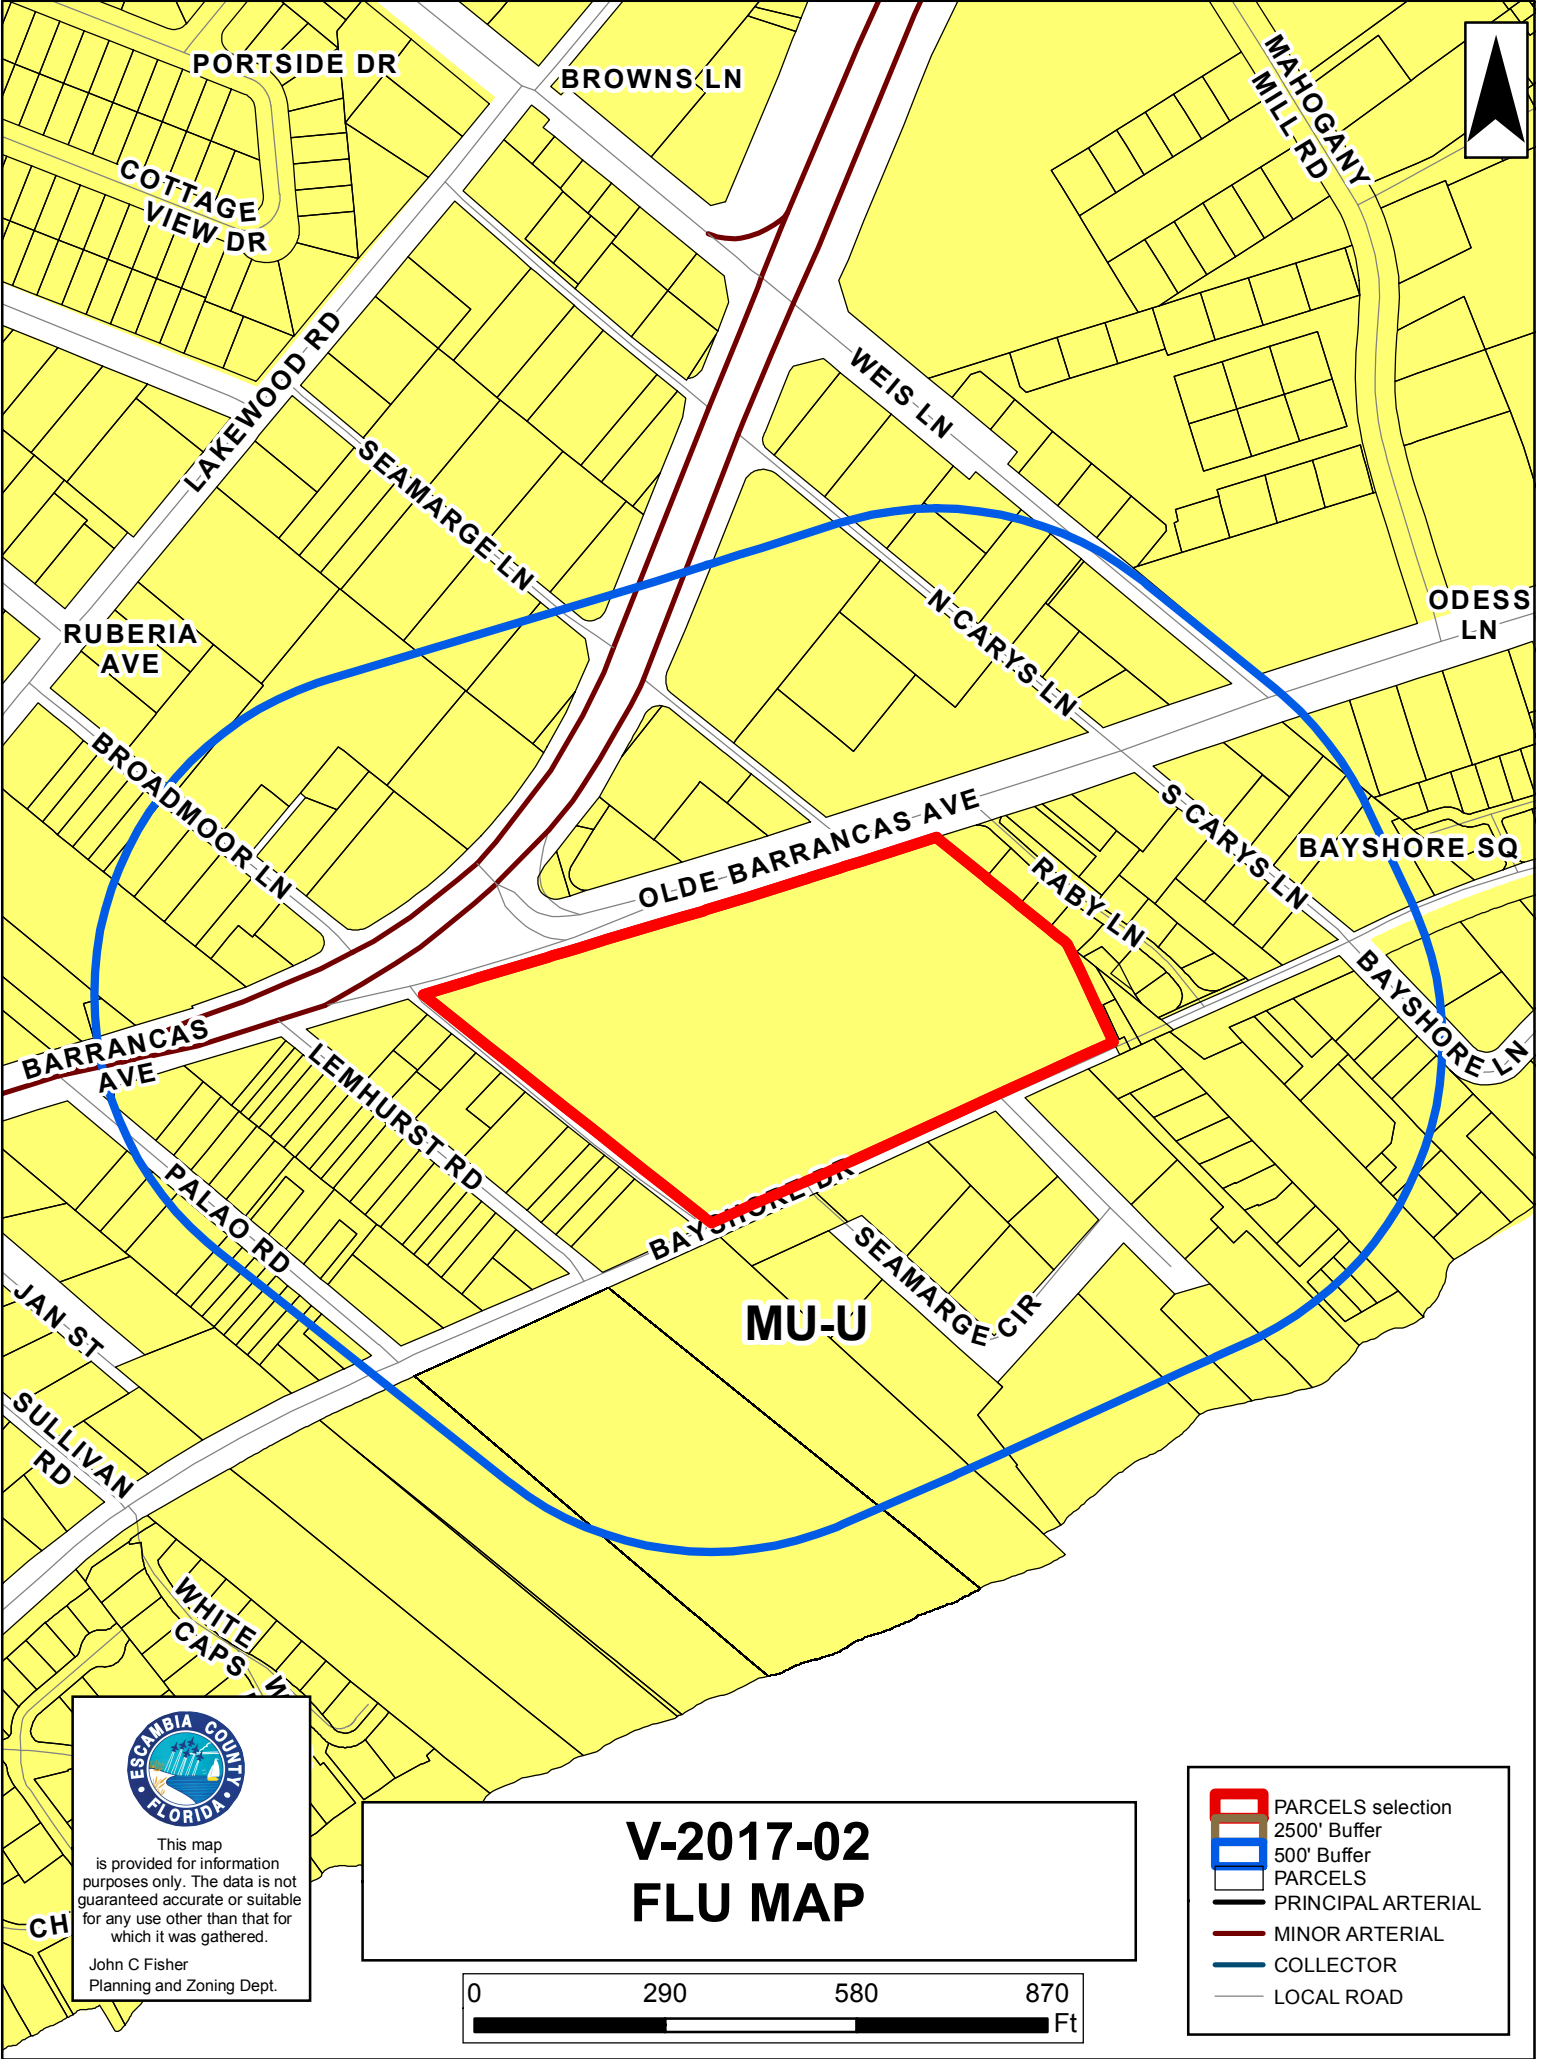 PORTSIDE DR
BROWNS LN
MAHOGANY
MILL RD
COTTAGE
VIEW DR
LAKEWOOD RD
WEIS LN
SEAMARGE LN
N CARYS LN
ODESS
LN
RUBERIA
AVE
BROADMOOR LN
OLDE BARRANCAS AVE
S CARYS LN
BAYSHORE SQ
RABY LN
BAYSHORE LN
BARRANCAS
AVE
LEMHURST RD
PALAO RD
BAYSHORE DR
SEAMARGE CIR
MU-U
JAN ST
SULLIVAN
RD
WHITE
CAPS
W
CH
ESCAMBIA COUNTY
FLORIDA
This map
is provided for information
purposes only. The data is not
guaranteed accurate or suitable
for any use other than that for
which it was gathered.
John C Fisher
Planning and Zoning Dept.
V-2017-02
FLU MAP
0 290 580 870
Ft
PARCELS selection
2500' Buffer
500' Buffer
PARCELS
PRINCIPAL ARTERIAL
MINOR ARTERIAL
COLLECTOR
LOCAL ROAD